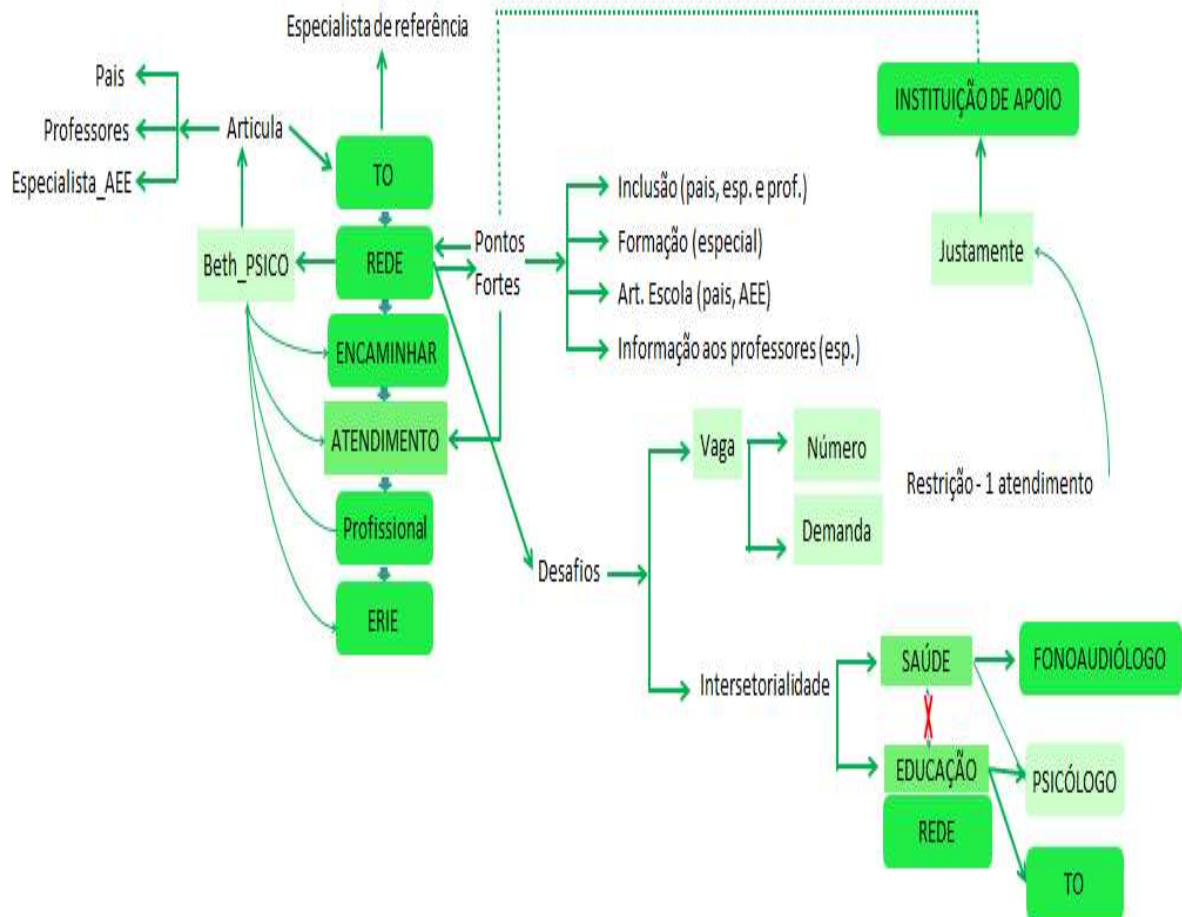 Especialista de referência
Pais
INSTITUIÇÃO DE APOIO
Professores
Articula
Especialista_AEE
TO
Inclusão (pais, esp. e prof.)
Beth_PSICO
REDE
Pontos
Fortes
Formação (especial)
Justamente
Art. Escola (pais, AEE)
ENCAMINHAR
Informação aos professores (esp.)
ATENDIMENTO
Vaga
Número
Restrição - 1 atendimento
Profissional
Demanda
Desafios
ERIE
SAÚDE
FONOAUDIÓLOGO
Intersetorialidade
EDUCAÇÃO
PSICÓLOGO
REDE
TO